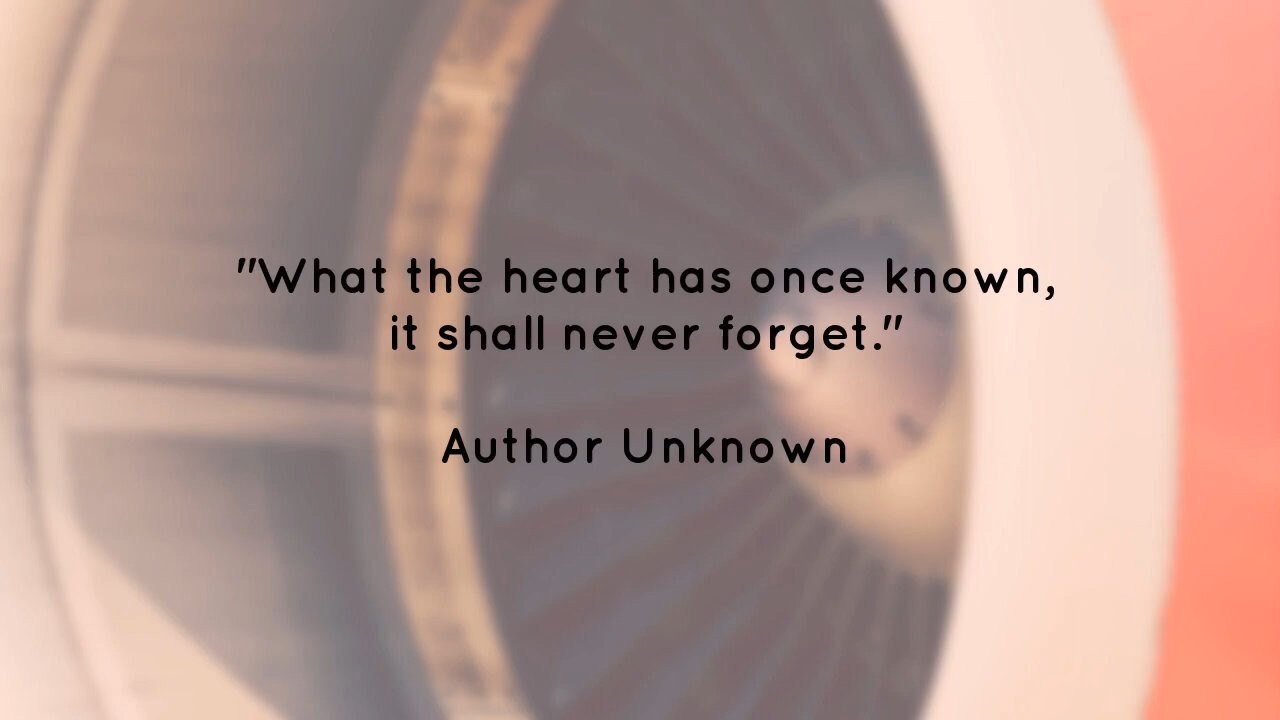 "What the heart has once known,
it shall never forget."
Author Unknown